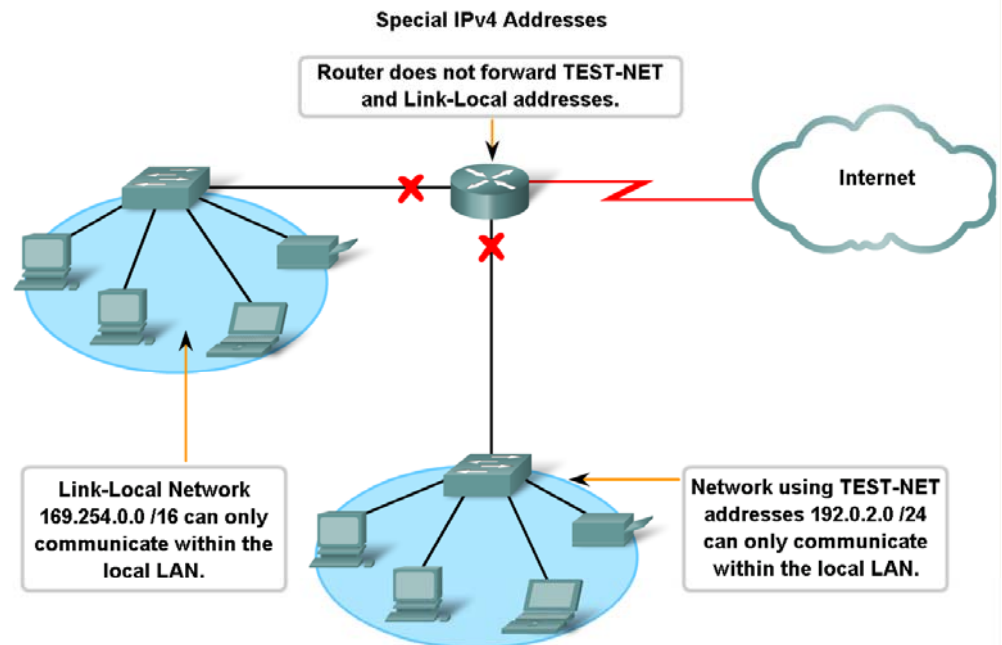 Special IPv4 Addresses
Router does not forward TEST-NET
and Link-Local addresses.
Internet
Link-Local Network
169.254.0.0 /16 can only
communicate within the
local LAN.
Network using TEST-NET
addresses 192.0.2.0 /24
can only communicate
within the local LAN.